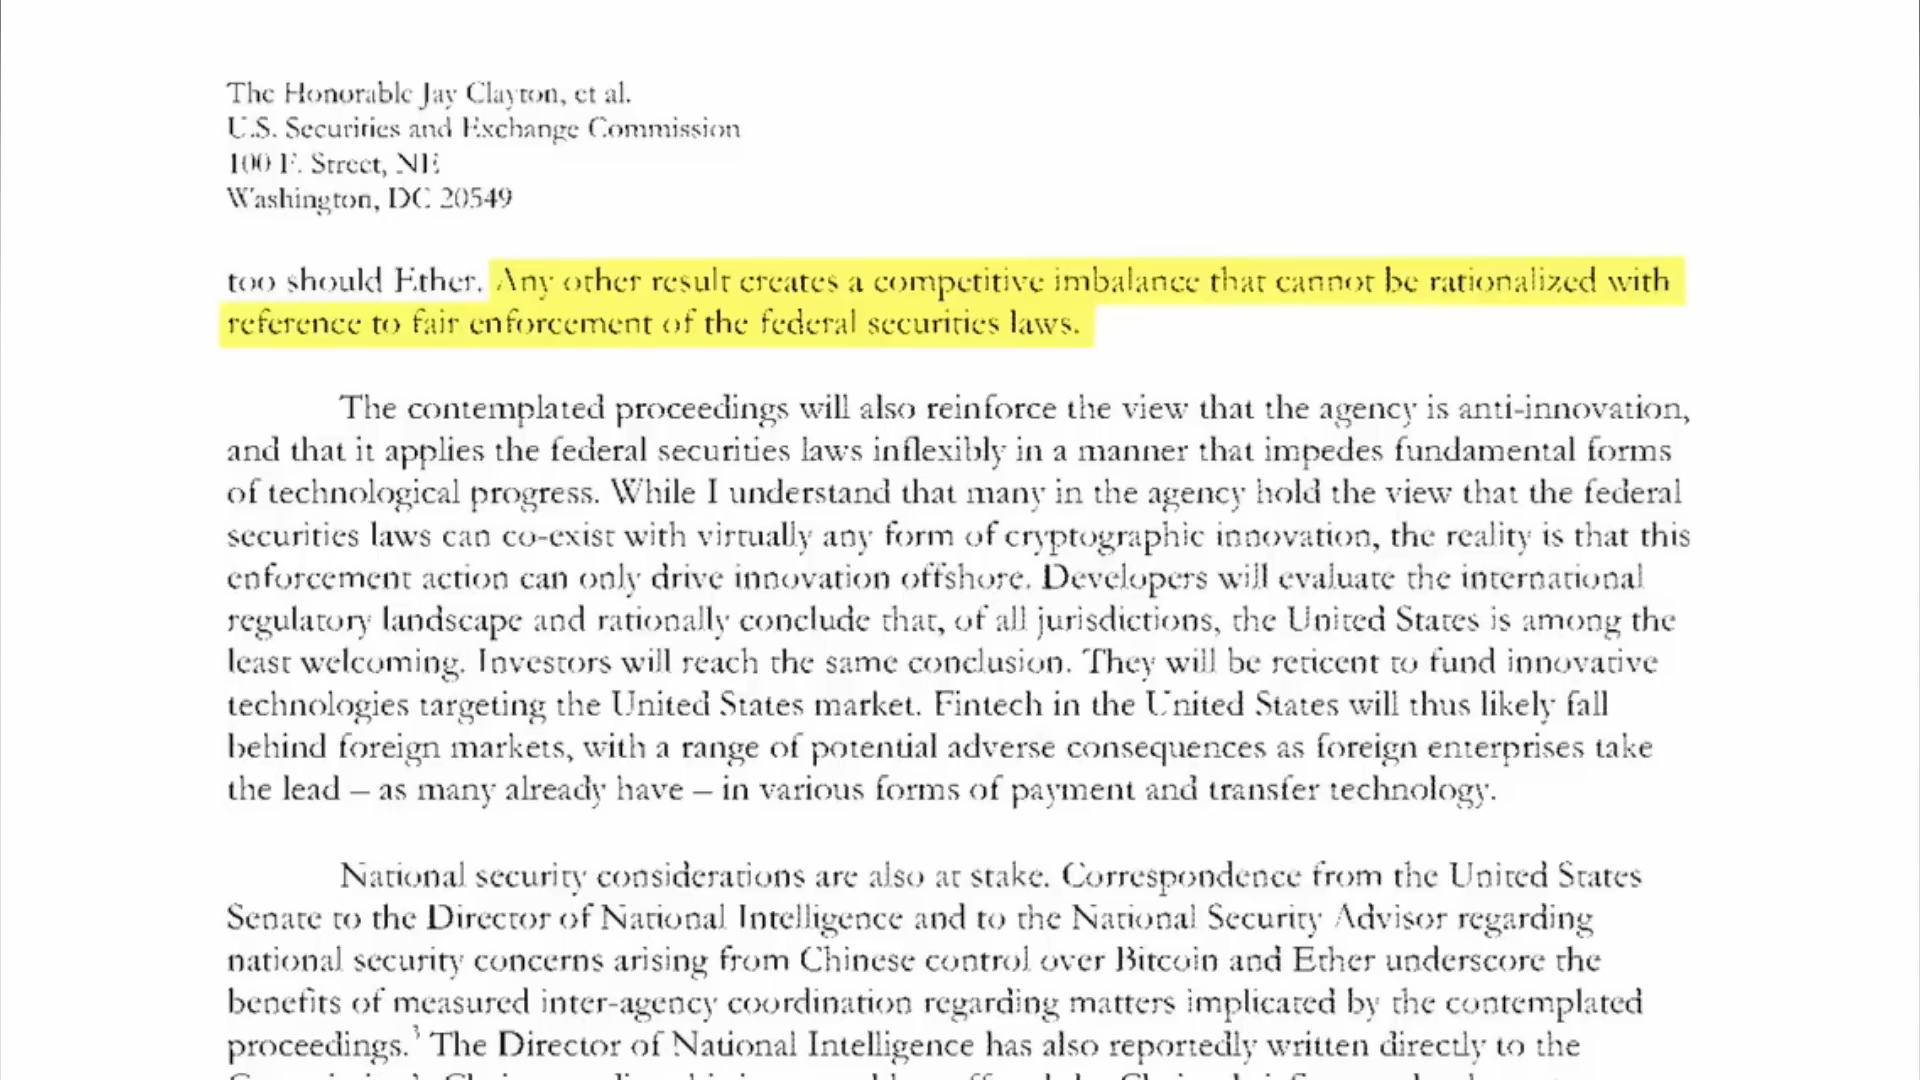 The Honorable Jay Clayton, et al.
U.S. Securities and Exchange Commission
100 F. Street, NE
Washington, DC 20549
too should Ether. Any other result creates a competitive imbalance that cannot be rationalized with
reference to fair enforcement of the federal securities laws.
The contemplated proceedings will also reinforce the view that the agency is anti-innovation,
and that it applies the federal securities laws inflexibly in a manner that impedes fundamental forms
of technological progress. While I understand that many in the agency hold the view that the federal
securities laws can co-exist with virtually any form of cryptographic innovation, the reality is that this
enforcement action can only drive innovation offshore. Developers will evaluate the international
regulatory landscape and rationally conclude that, of all jurisdictions, the United States is among the
least welcoming. Investors will reach the same conclusion. They will be reticent to fund innovative
technologies targeting the United States market. Fintech in the United States will thus likely fall
behind foreign markets, with a range of potential adverse consequences as foreign enterprises take
the lead – as many already have – in various forms of payment and transfer technology.
National security considerations are also at stake. Correspondence from the United States
Senate to the Director of National Intelligence and to the National Security Advisor regarding
national security concerns arising from Chinese control over Bitcoin and Ether underscore the
benefits of measured inter-agency coordination regarding matters implicated by the contemplated
proceedings.³ The Director of National Intelligence has also reportedly written directly to the